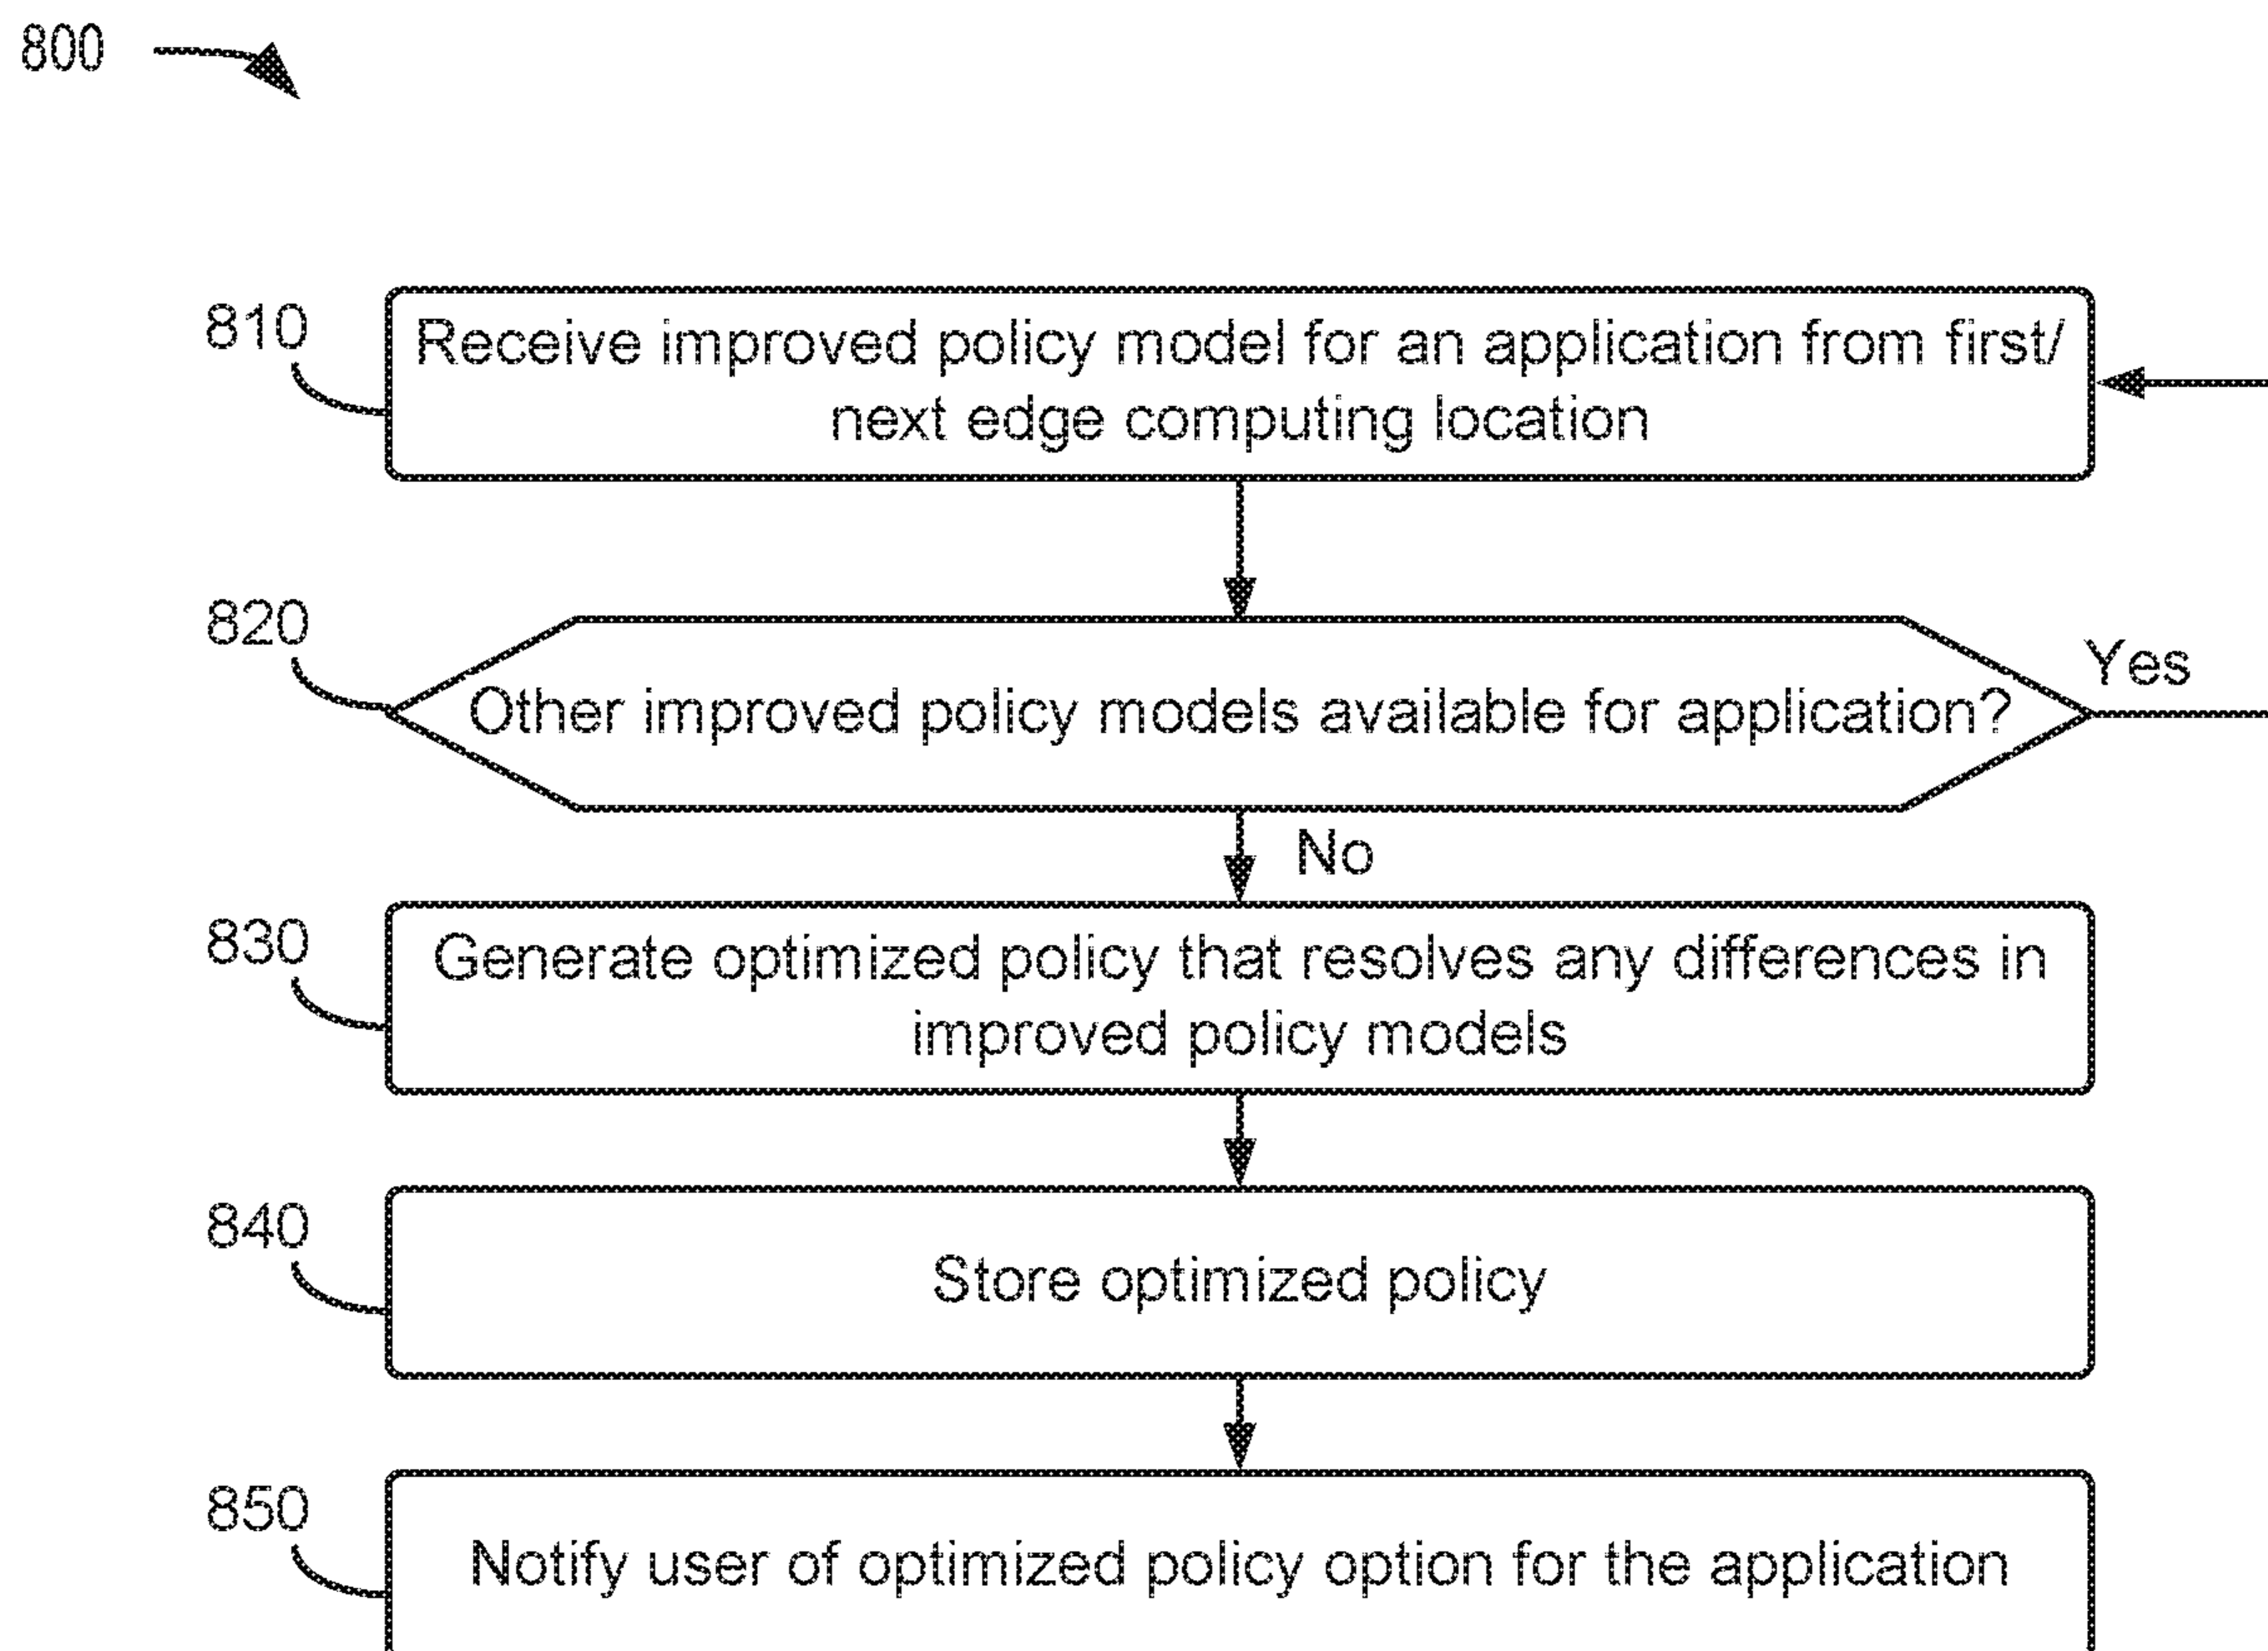 800
810
Receive improved policy model for an application from first/
next edge computing location
820
Other improved policy models available for application?
Yes
No
830
Generate optimized policy that resolves any differences in
improved policy models
840
Store optimized policy
850
Notify user of optimized policy option for the application